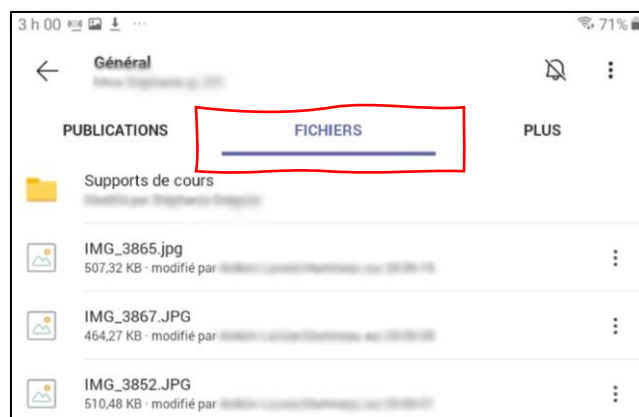 3 h 00 71%
Général
PUBLICATIONS FICHIERS PLUS
Supports de cours
IMG_3865.jpg
507,32 KB · modifié par
IMG_3867.JPG
464,27 KB · modifié par
IMG_3852.JPG
510,48 KB · modifié par